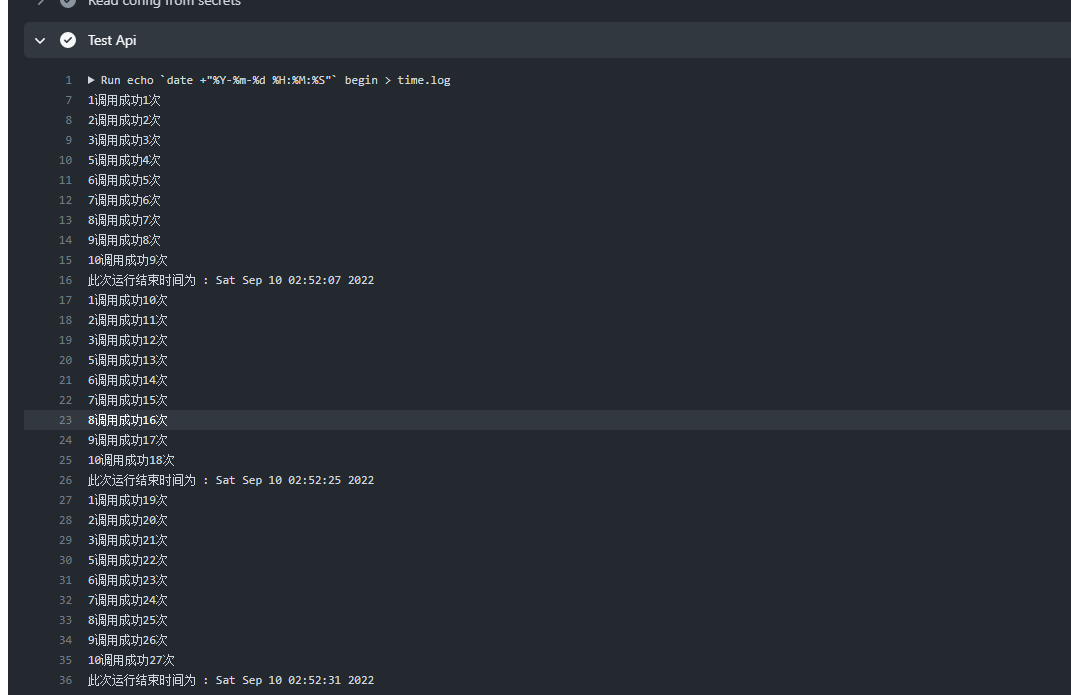 Read config from secrets
Test Api
1 ▶ Run echo `date +"%Y-%m-%d %H:%M:%S"` begin > time.log
7 1调用成功1次
8 2调用成功2次
9 3调用成功3次
10 5调用成功4次
11 6调用成功5次
12 7调用成功6次
13 8调用成功7次
14 9调用成功8次
15 10调用成功9次
16 此次运行结束时间为 : Sat Sep 10 02:52:07 2022
17 1调用成功10次
18 2调用成功11次
19 3调用成功12次
20 5调用成功13次
21 6调用成功14次
22 7调用成功15次
23 8调用成功16次
24 9调用成功17次
25 10调用成功18次
26 此次运行结束时间为 : Sat Sep 10 02:52:25 2022
27 1调用成功19次
28 2调用成功20次
29 3调用成功21次
30 5调用成功22次
31 6调用成功23次
32 7调用成功24次
33 8调用成功25次
34 9调用成功26次
35 10调用成功27次
36 此次运行结束时间为 : Sat Sep 10 02:52:31 2022